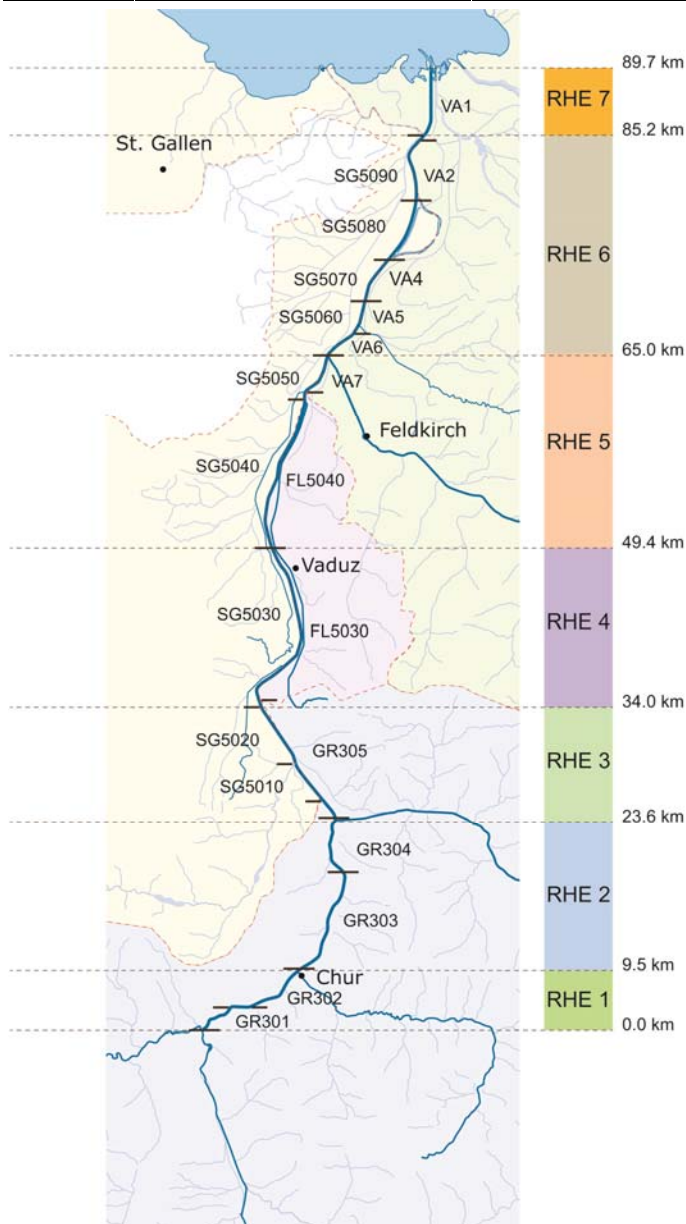 89.7 km
RHE 7
VA1
85.2 km
St. Gallen
SG5090
VA2
SG5080
RHE 6
SG5070
VA4
SG5060
VA5
VA6
65.0 km
SG5050
VA7
Feldkirch
RHE 5
SG5040
FL5040
49.4 km
Vaduz
SG5030
RHE 4
FL5030
34.0 km
SG5020
GR305
RHE 3
SG5010
23.6 km
GR304
RHE 2
GR303
9.5 km
Chur
GR302
RHE 1
GR301
0.0 km